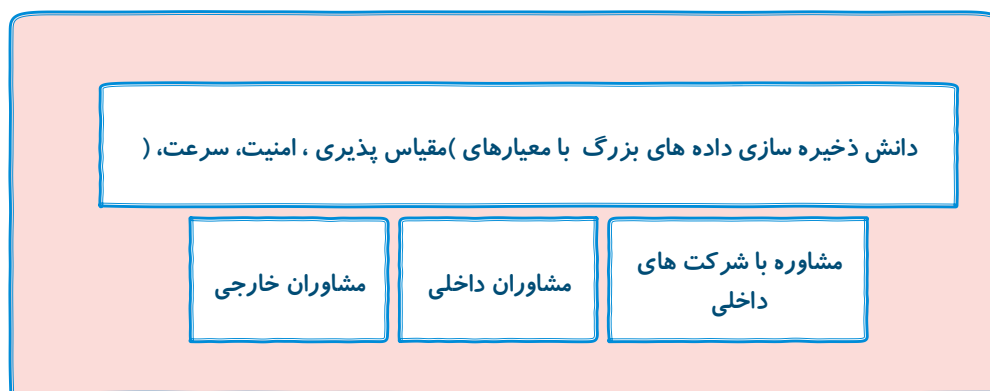 دانش ذخیره سازی داده های بزرگ با معیارهای )مقیاس پذیری ، امنیت، سرعت، (
مشاوره با شرکت های
داخلی
مشاوران داخلی
مشاوران خارجی